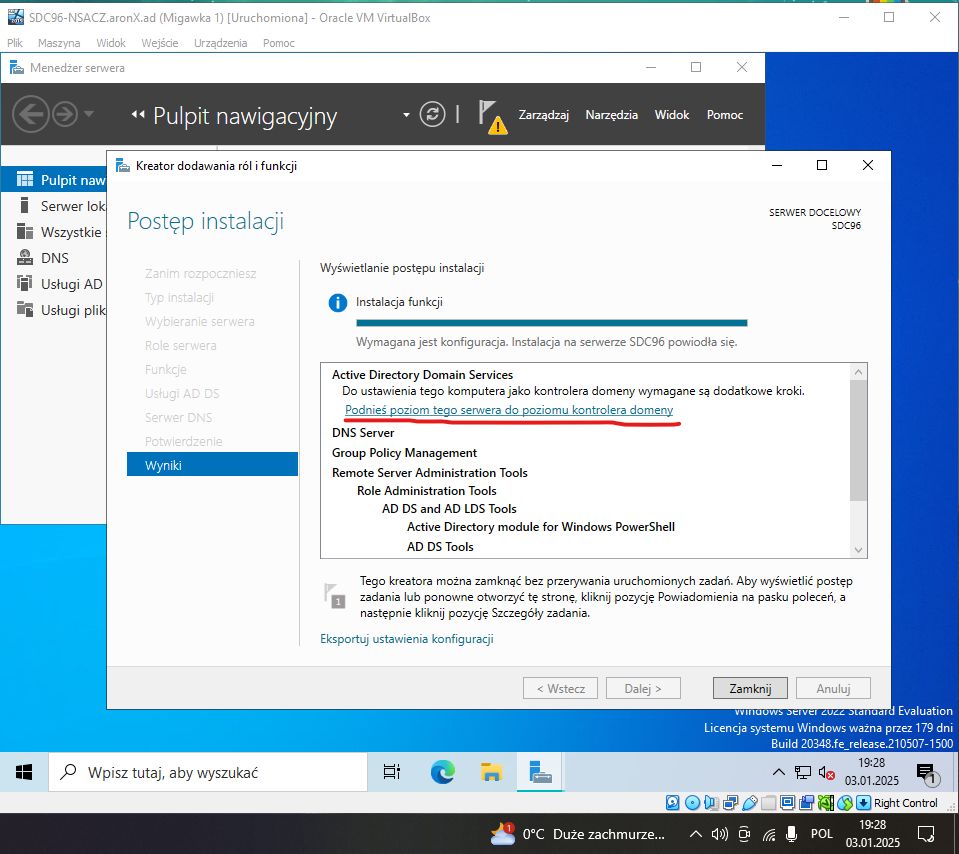 SDC96-NSACZ.aronX.ad (Migawka 1) [Uruchomiona] - Oracle VM VirtualBox
Plik Maszyna Widok Wejście Urządzenia Pomoc
Menedżer serwera
Pulpit nawigacyjny
Zarządzaj Narzędzia Widok Pomoc
Pulpit naw
Serwer lok
Wszystkie
DNS
Usługi AD
Usługi plik
Kreator dodawania ról i funkcji
Postęp instalacji
SERWER DOCELOWY
SDC96
Zanim rozpoczniesz
Typ instalacji
Wybieranie serwera
Role serwera
Funkcje
Usługi AD DS
Serwer DNS
Potwierdzenie
Wyniki
Wyświetlanie postępu instalacji
Instalacja funkcji
Wymagana jest konfiguracja. Instalacja na serwerze SDC96 powiodła się.
Active Directory Domain Services
Do ustawienia tego komputera jako kontrolera domeny wymagane są dodatkowe kroki.
Podnieś poziom tego serwera do poziomu kontrolera domeny
DNS Server
Group Policy Management
Remote Server Administration Tools
Role Administration Tools
AD DS and AD LDS Tools
Active Directory module for Windows PowerShell
AD DS Tools
1
Tego kreatora można zamknąć bez przerywania uruchomionych zadań. Aby wyświetlić postęp
zadania lub ponowne otworzyć tę stronę, kliknij pozycję Powiadomienia na pasku poleceń, a
następnie kliknij pozycję Szczegóły zadania.
Eksportuj ustawienia konfiguracji
< Wstecz Dalej > Zamknij Anuluj
Windows Server 2022 Standard Evaluation
Licencja systemu Windows ważna przez 179 dni
Build 20348.fe_release.210507-1500
Wpisz tutaj, aby wyszukać
19:28
03.01.2025
1
Right Control
1
0°C Duże zachmurze...
POL
19:28
03.01.2025